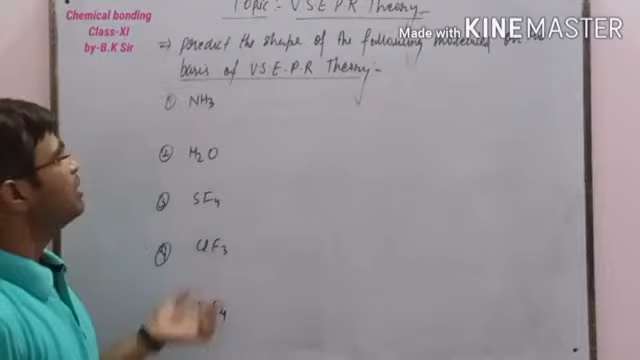 Chemical bonding
Class-XI
by-B.K Sir
Made with KINEMASTER
Topic:- V S E P R Theory
⇒ predict the shape of the following molecules on the
basis of V.S.E.P.R Theory:-
① NH3
② H2O
③ SF4
④ ClF3
F4